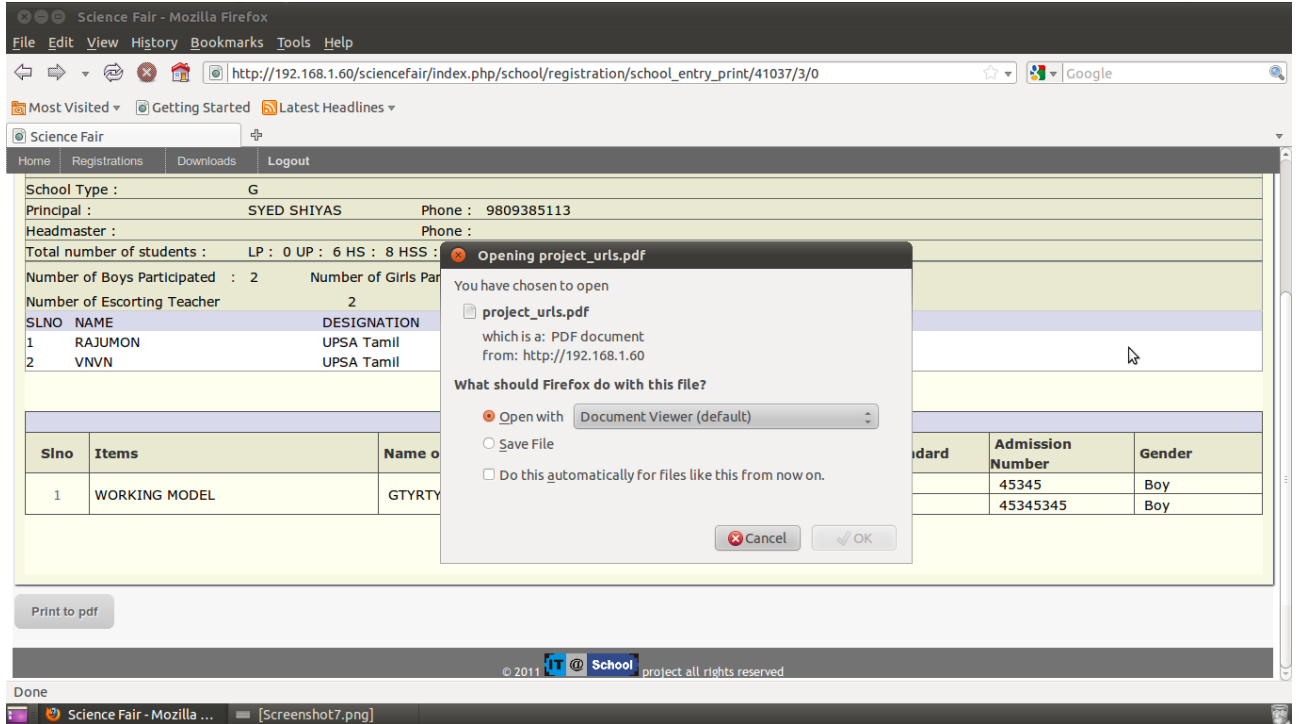 Science Fair - Mozilla Firefox
File Edit View History Bookmarks Tools Help
http://192.168.1.60/sciencefair/index.php/school/registration/school_entry_print/41037/3/0 Google
Most Visited Getting Started Latest Headlines
Science Fair
Home Registrations Downloads Logout
School Type : G
Principal : SYED SHIYAS Phone : 9809385113
Headmaster : Phone :
Total number of students : LP : 0 UP : 6 HS : 8 HSS :
Number of Boys Participated : 2 Number of Girls Par
Number of Escorting Teacher 2
SLNO NAME DESIGNATION
1 RAJUMON UPSA Tamil
2 VNVN UPSA Tamil
Opening project_urls.pdf
You have chosen to open
project_urls.pdf
which is a: PDF document
from: http://192.168.1.60
What should Firefox do with this file?
Open with Document Viewer (default)
Save File
Do this automatically for files like this from now on.
Cancel OK
Slno Items Name o dard Admission Number Gender
1 WORKING MODEL GTYRTY 45345 Boy
45345345 Boy
Print to pdf
© 2011 IT @ School project all rights reserved
Done
Science Fair - Mozilla ... [Screenshot7.png]